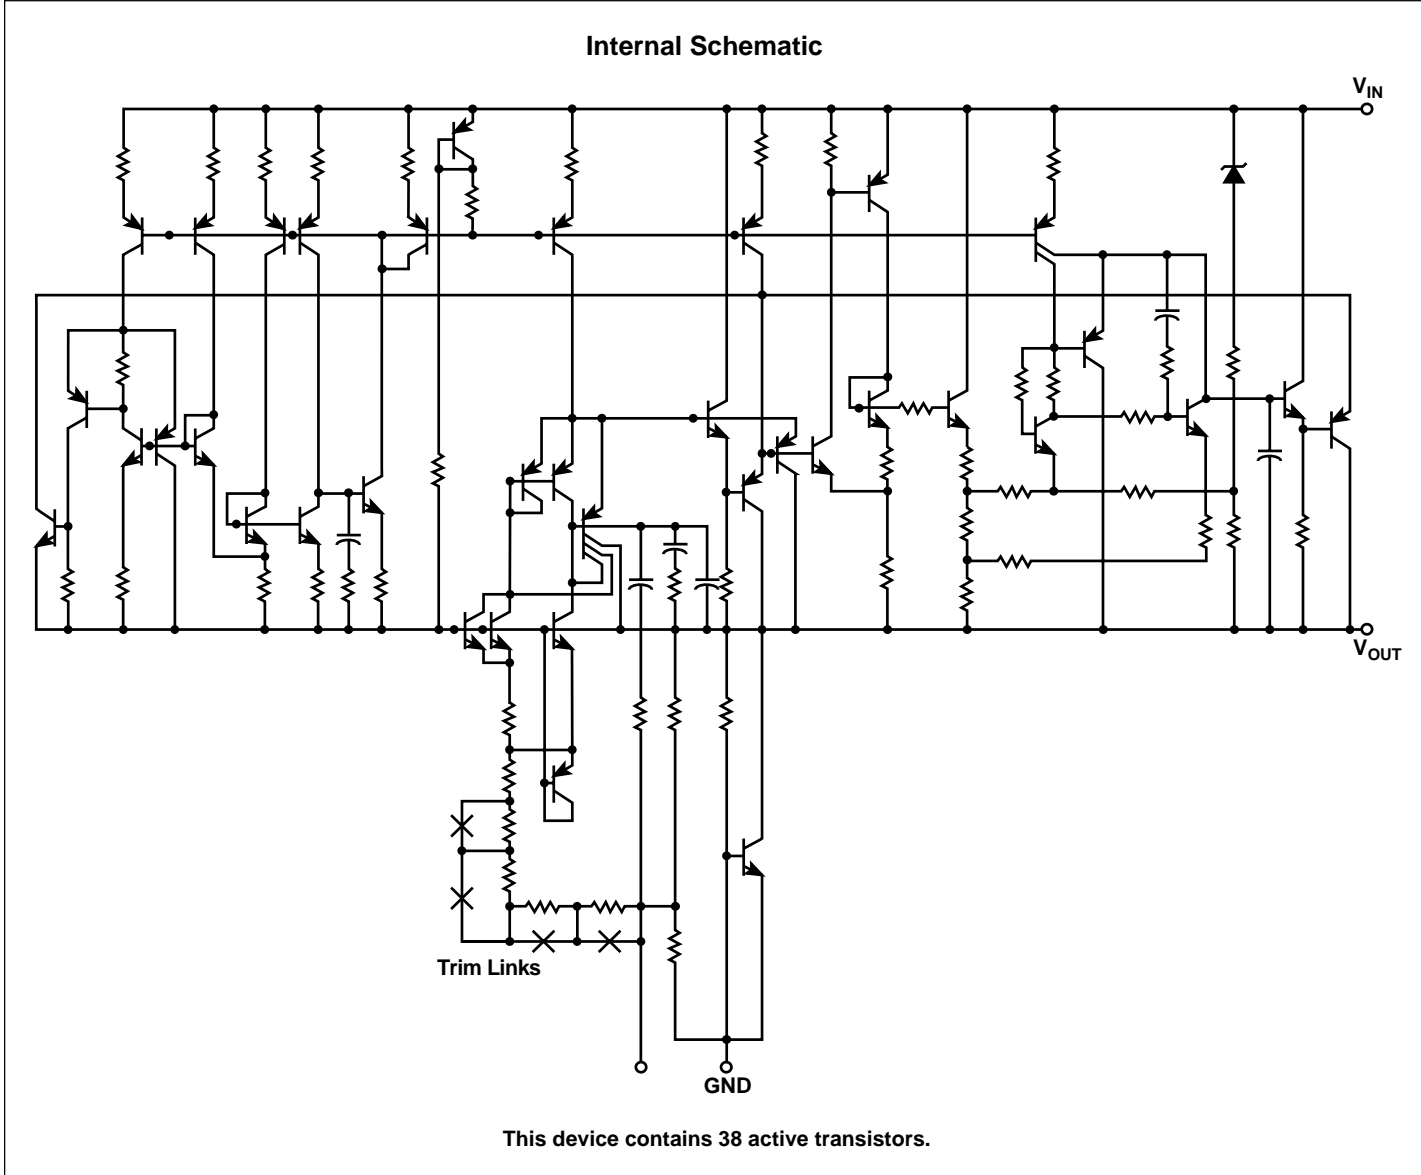 Internal Schematic
VIN
VOUT
Trim Links
GND
This device contains 38 active transistors.